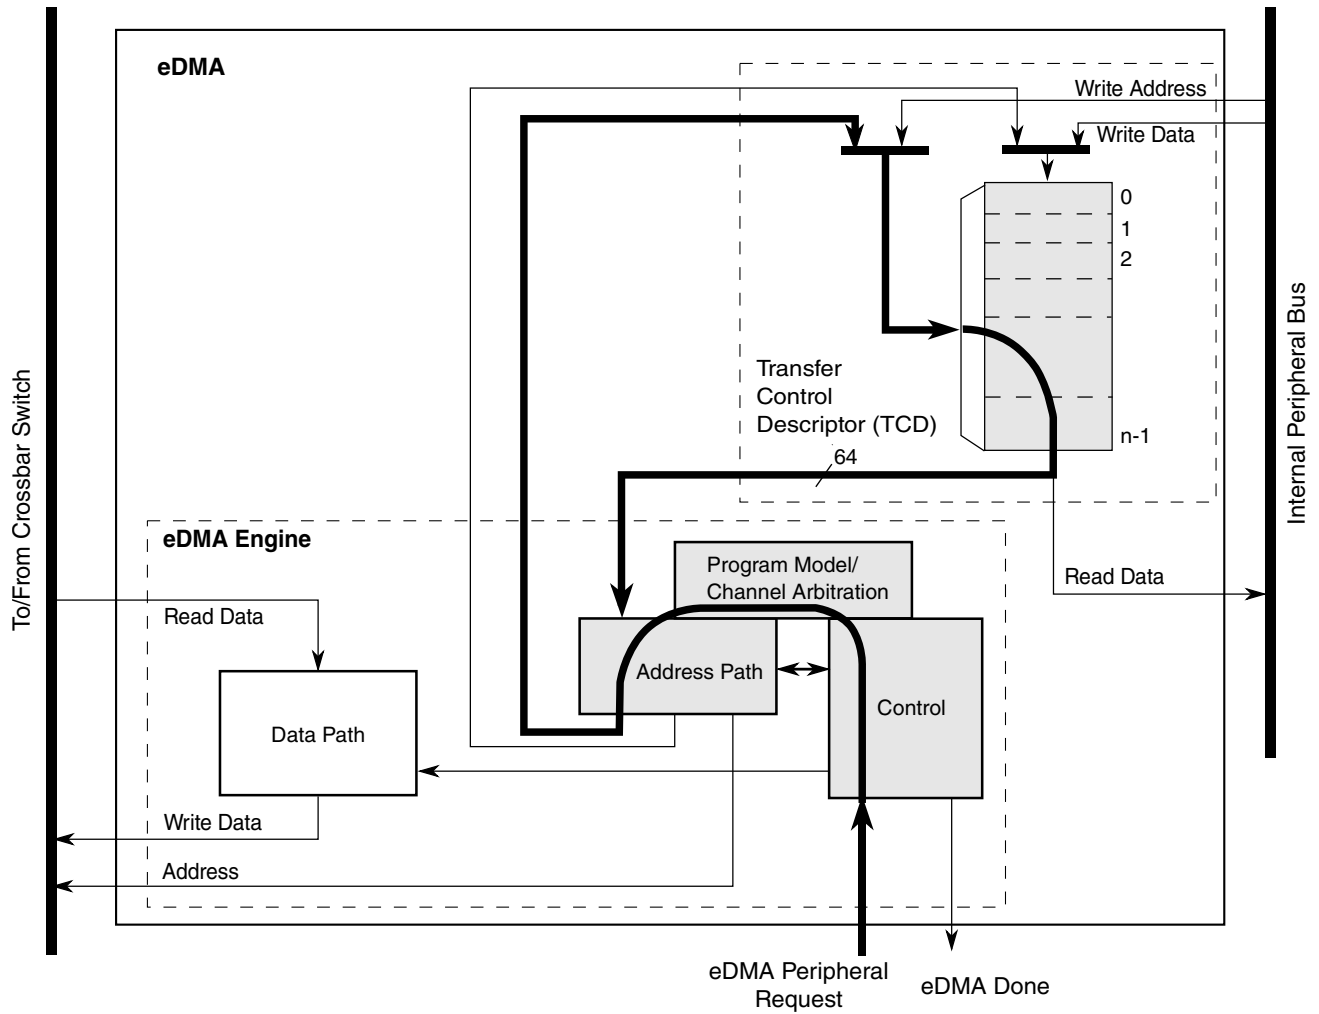 eDMA
Write Address
Write Data
0
1
2
n-1
Transfer
Control
Descriptor (TCD)
64
To/From Crossbar Switch
Internal Peripheral Bus
eDMA Engine
Program Model/
Channel Arbitration
Read Data
Read Data
Address Path
Control
Data Path
Write Data
Address
eDMA Peripheral
Request
eDMA Done